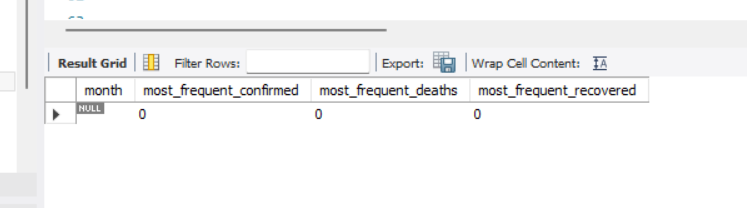 Result Grid Filter Rows: Export: Wrap Cell Content:
month most_frequent_confirmed most_frequent_deaths most_frequent_recovered
NULL 0 0 0